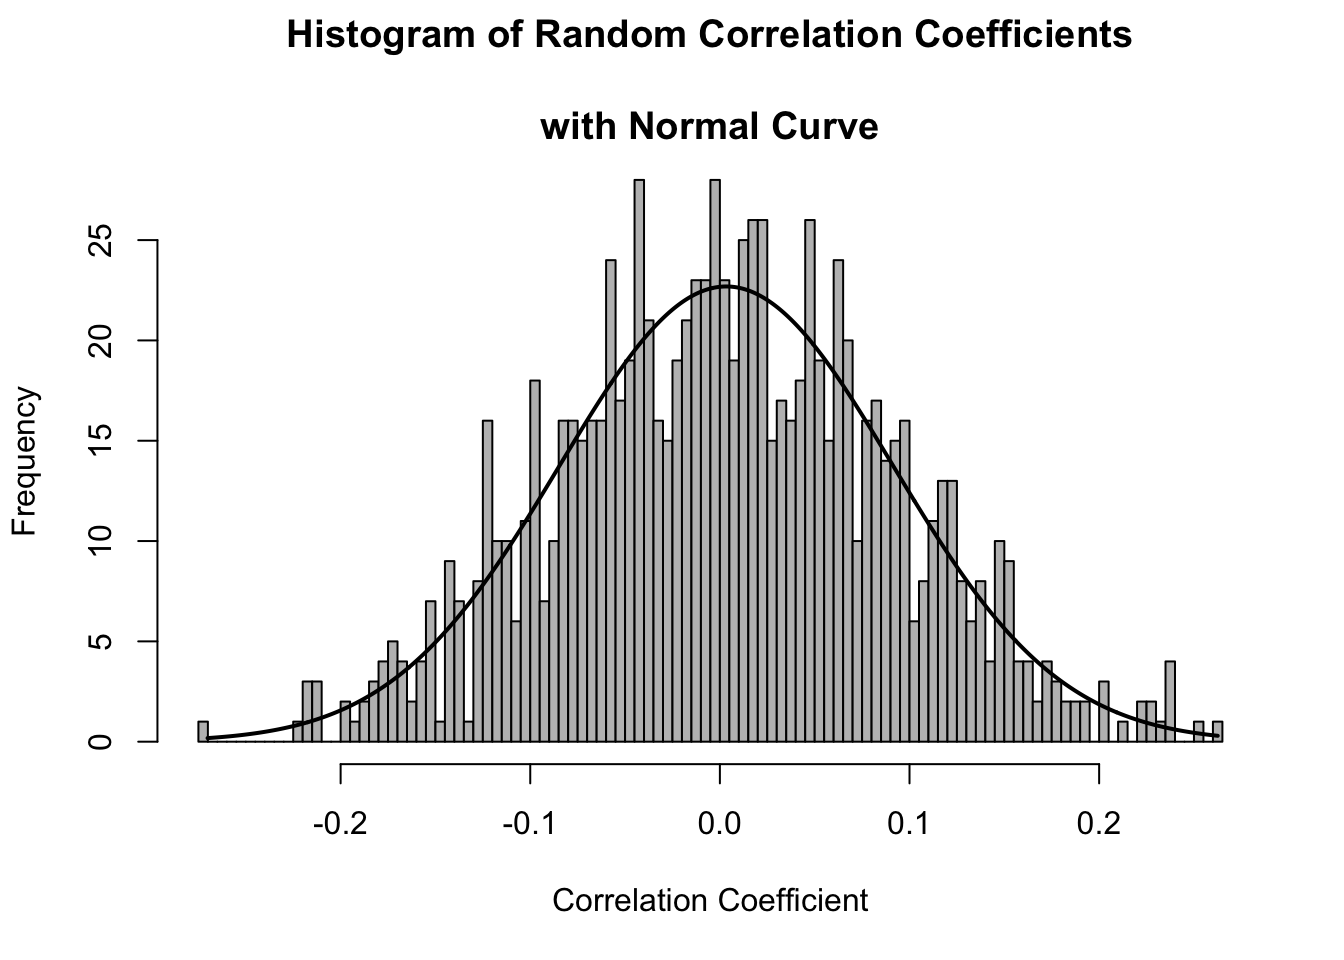 Histogram of Random Correlation Coefficients
with Normal Curve
25
20
15
10
5
0
Frequency
-0.2 -0.1 0.0 0.1 0.2
Correlation Coefficient